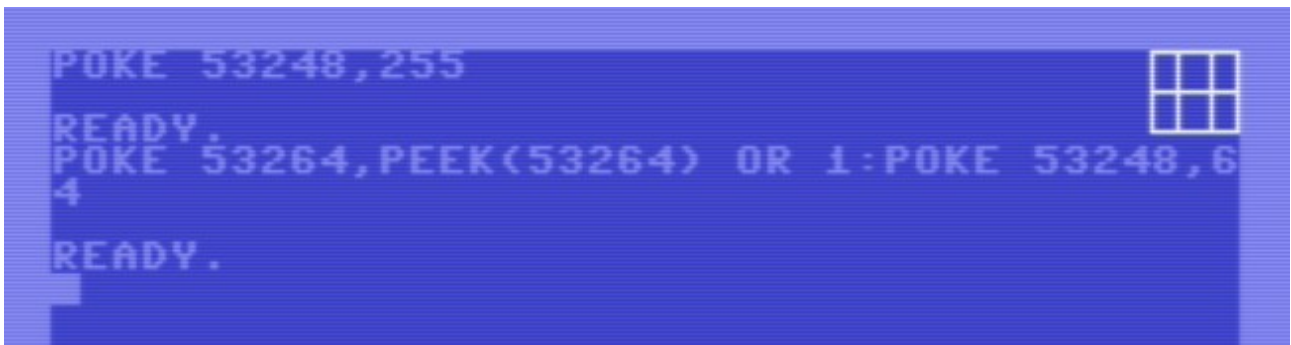 POKE 53248,255
READY.
POKE 53264,PEEK(53264) OR 1:POKE 53248,6
4
READY.